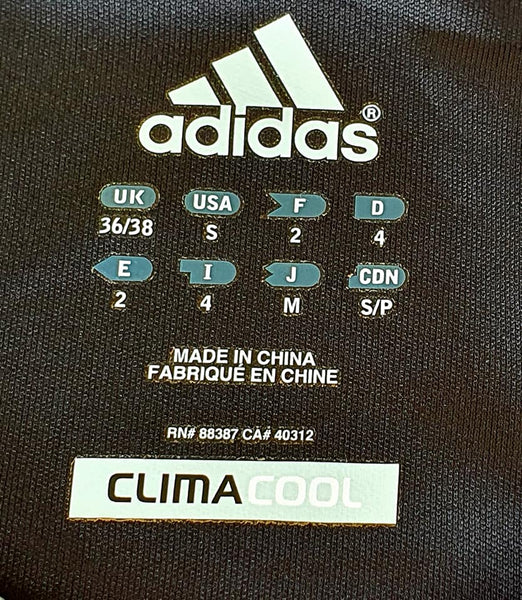 adidas®
UK USA F D
36/38 S 2 4
E I J CDN
2 4 M S/P
MADE IN CHINA
FABRIQUÉ EN CHINE
RN# 88387 CA# 40312
CLIMACOOL